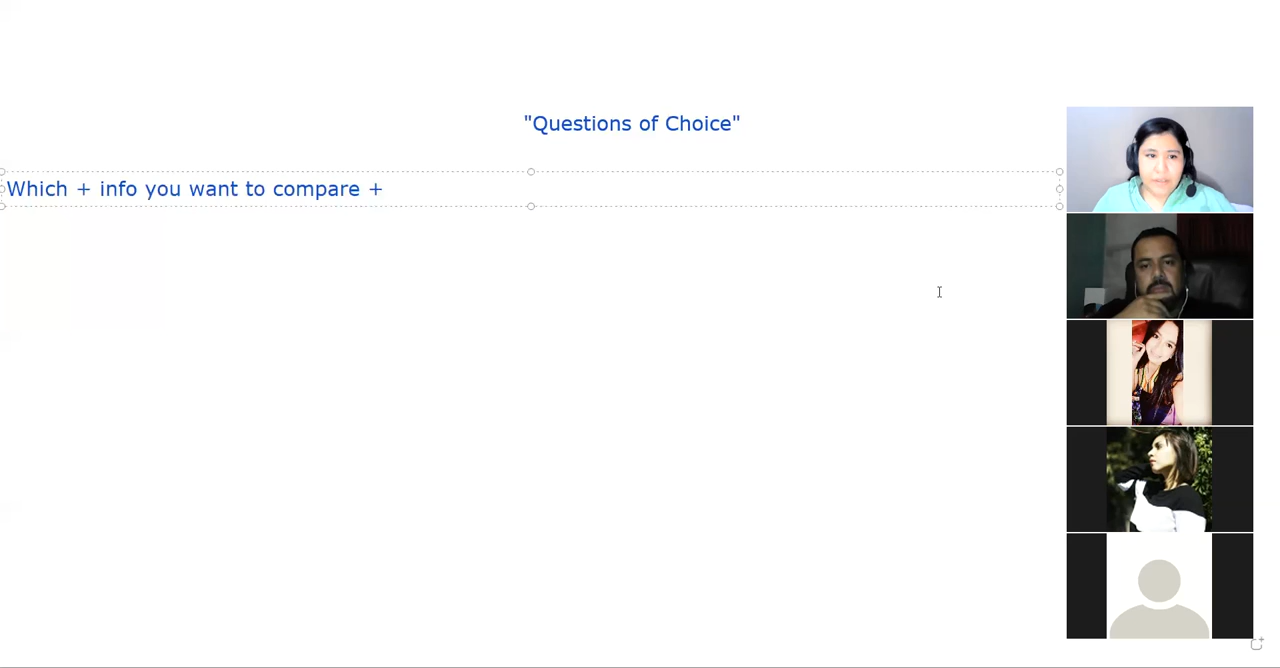 "Questions of Choice"
Which + info you want to compare +